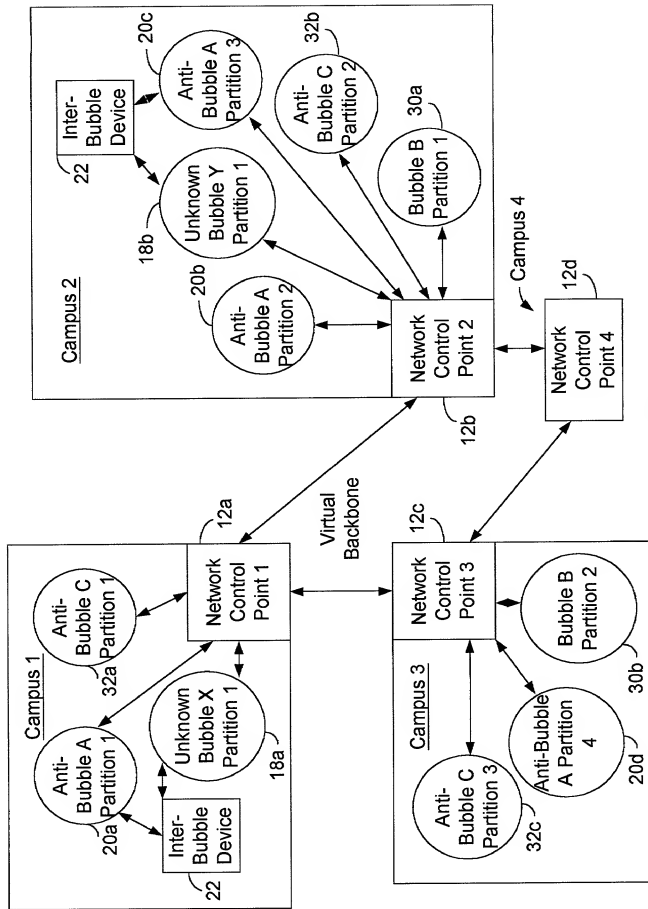 Campus 1
Anti-
Bubble A
Partition 1
20a
Anti-
Bubble C
Partition 1
32a
Unknown
Bubble X
Partition 1
18a
Inter-
Bubble
Device
22
Network
Control
Point 1
12a
Virtual
Backbone
Campus 2
Anti-
Bubble A
Partition 2
20b
Unknown
Bubble Y
Partition 1
18b
Inter-
Bubble
Device
22
Anti-
Bubble A
Partition 3
20c
Anti-
Bubble C
Partition 2
32b
Bubble B
Partition 1
30a
Network
Control
Point 2
12b
Campus 3
Anti-
Bubble C
Partition 3
32c
Anti-Bubble
A Partition
4
20d
Bubble B
Partition 2
30b
Network
Control
Point 3
12c
Campus 4
Network
Control
Point 4
12d